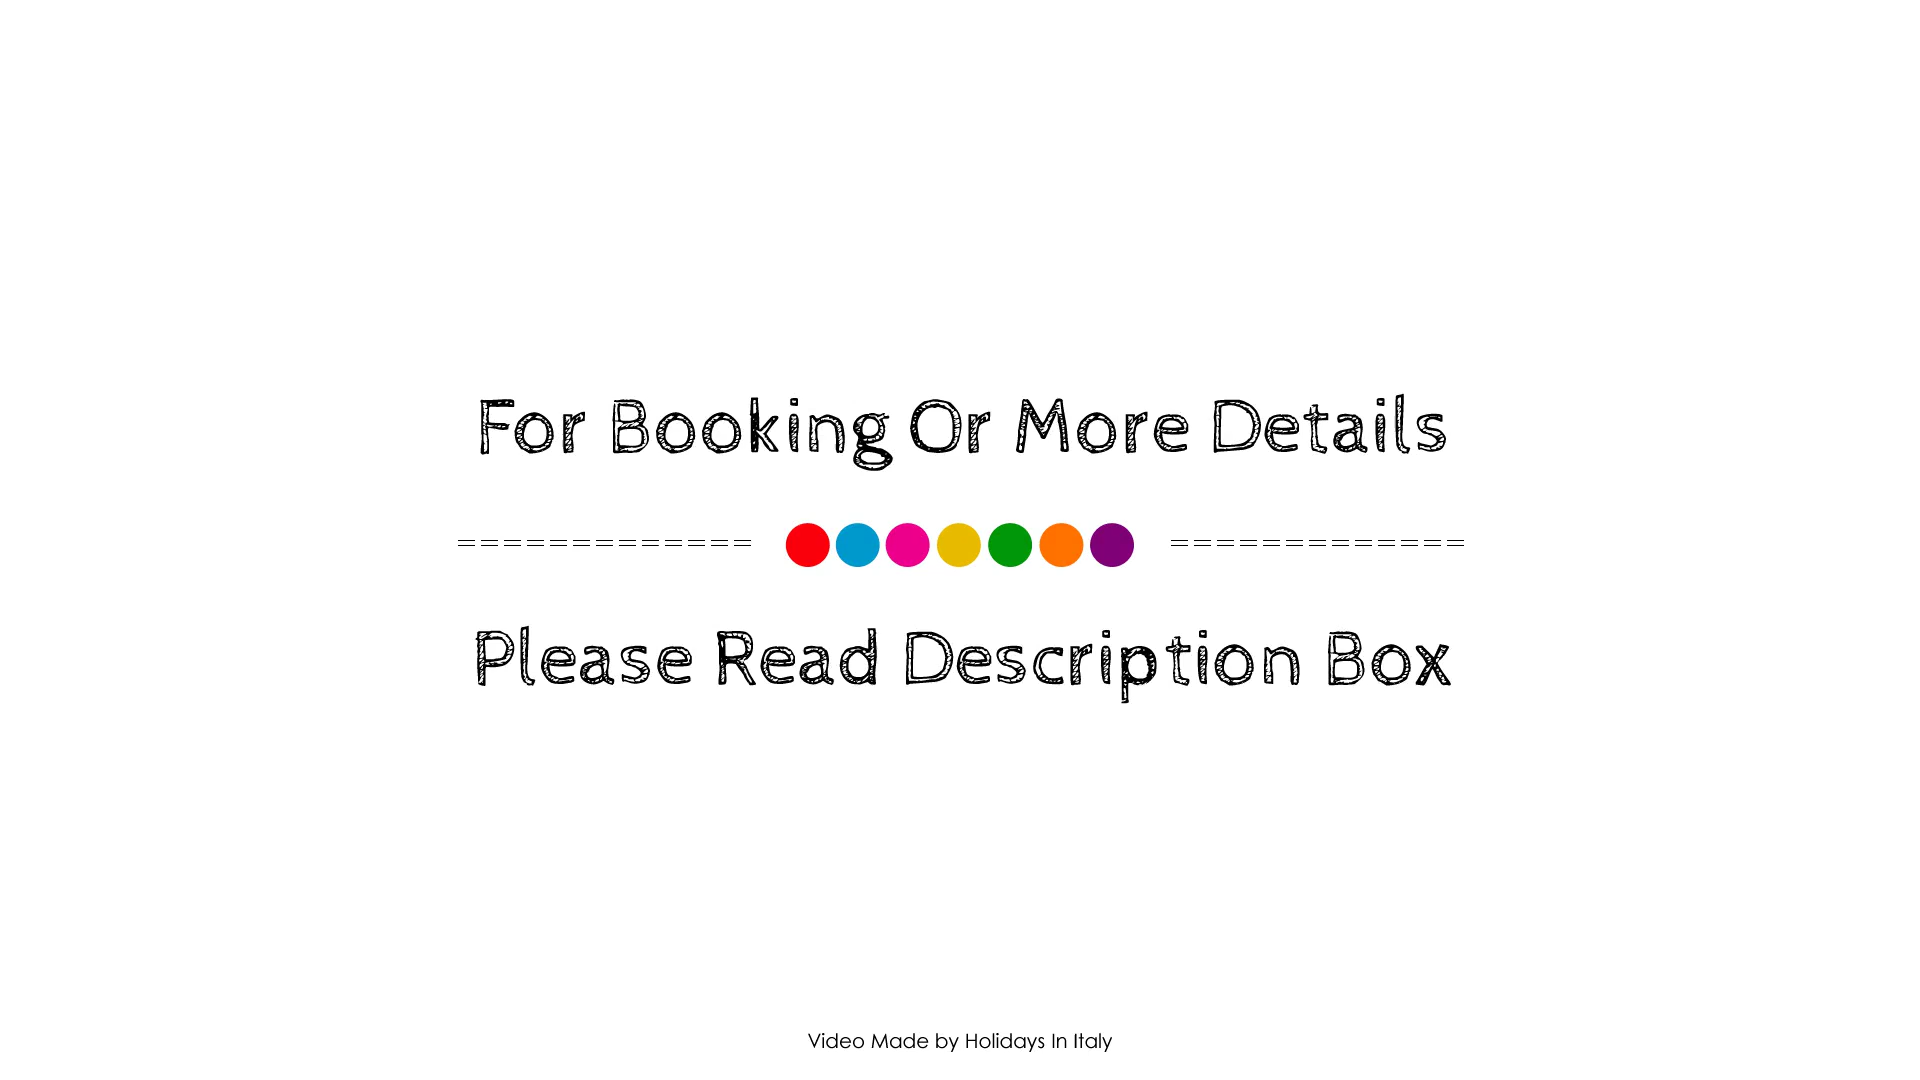 For Booking Or More Details
============= =============
Please Read Description Box
Video Made by Holidays In Italy